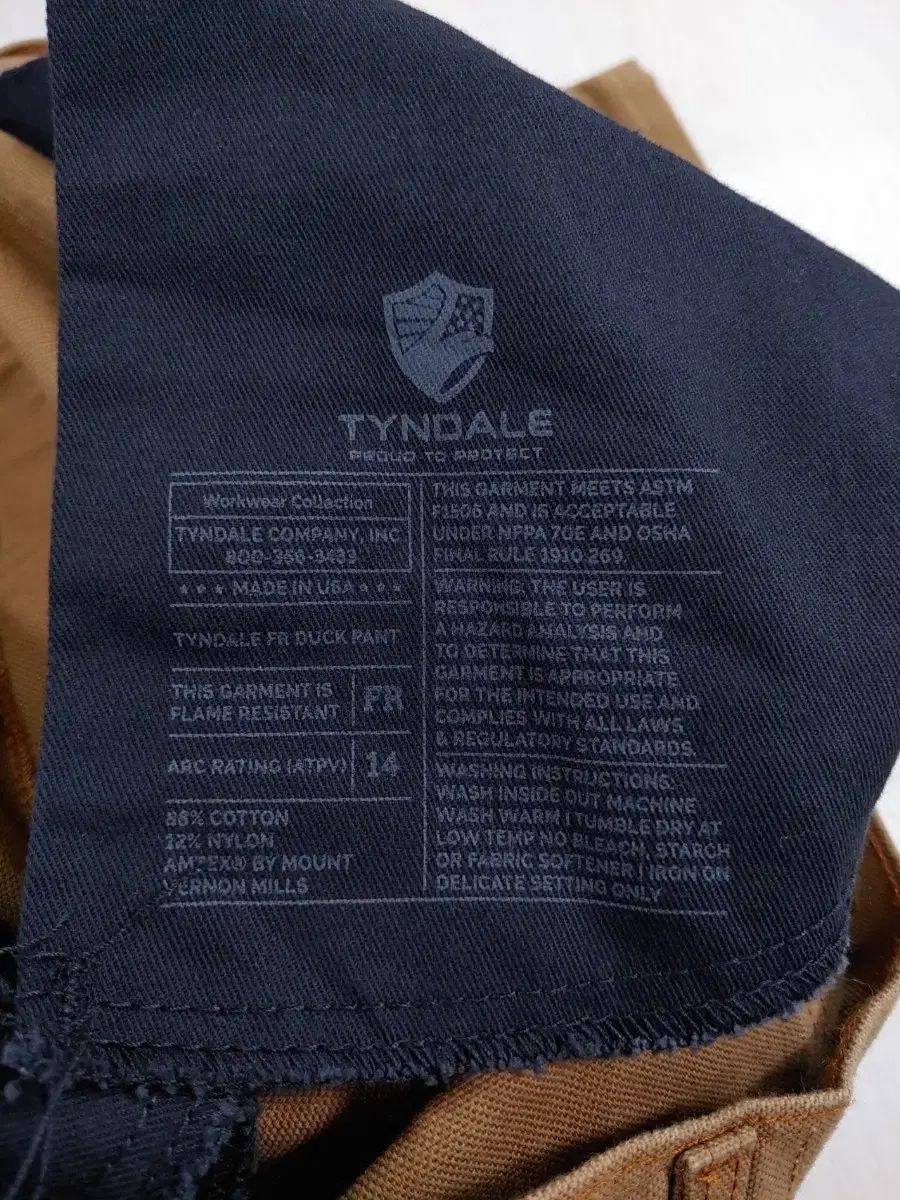 TYNDALE
PROUD TO PROTECT
Workwear Collection
TYNDALE COMPANY, INC
800-356-3433
*** MADE IN USA ***
TYNDALE FR DUCK PANT
THIS GARMENT IS
FLAME RESISTANT
FR
ARC RATING (ATPV)
14
88% COTTON
12% NYLON
AMTEX® BY MOUNT
VERNON MILLS
THIS GARMENT MEETS ASTM
F1506 AND IS ACCEPTABLE
UNDER NFPA 70E AND OSHA
FINAL RULE 1910.269.
WARNING: THE USER IS
RESPONSIBLE TO PERFORM
A HAZARD ANALYSIS AND
TO DETERMINE THAT THIS
GARMENT IS APPROPRIATE
FOR THE INTENDED USE AND
COMPLIES WITH ALL LAWS
& REGULATORY STANDARDS.
WASHING INSTRUCTIONS:
WASH INSIDE OUT MACHINE
WASH WARM | TUMBLE DRY AT
LOW TEMP NO BLEACH, STARCH
OR FABRIC SOFTENER | IRON ON
DELICATE SETTING ONLY